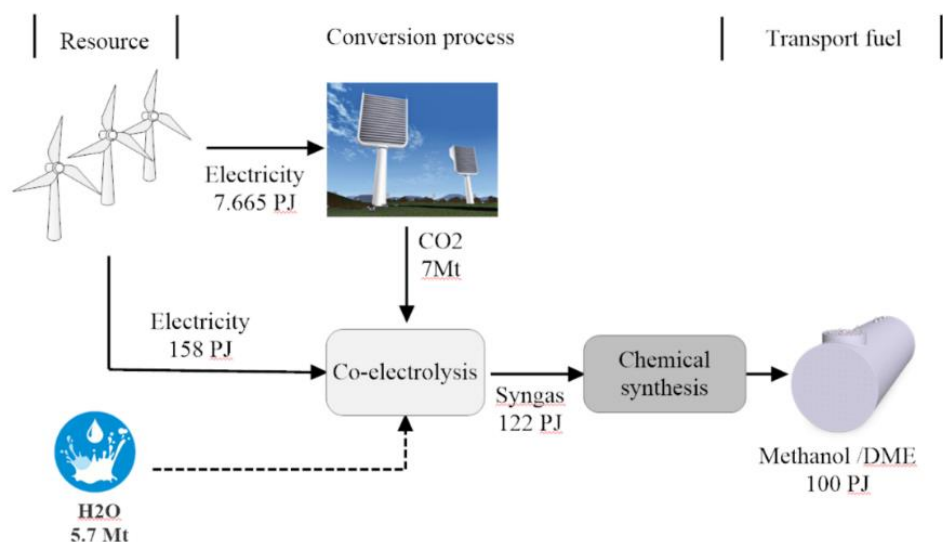 Resource
Conversion process
Transport fuel
Electricity
7.665 PJ
CO2
7Mt
Electricity
158 PJ
Co-electrolysis
Syngas
122 PJ
Chemical
synthesis
Methanol /DME
100 PJ
H2O
5.7 Mt